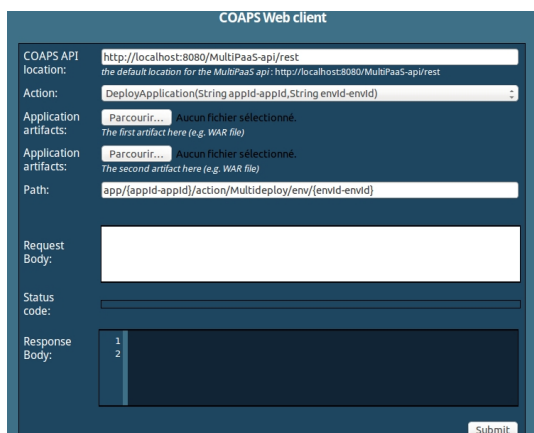 COAPS Web client
COAPS API location:
http://localhost:8080/MultiPaaS-api/rest
the default location for the MultiPaaS api : http://localhost:8080/MultiPaaS-api/rest
Action:
DeployApplication(String appId-appId,String envId-envId)
Application artifacts:
Parcourir... Aucun fichier sélectionné.
The first artifact here (e.g. WAR file)
Application artifacts:
Parcourir... Aucun fichier sélectionné.
The second artifact here (e.g. WAR file)
Path:
app/{appId-appId}/action/Multideploy/env/{envId-envId}
Request Body:
Status code:
Response Body:
1
2
Submit